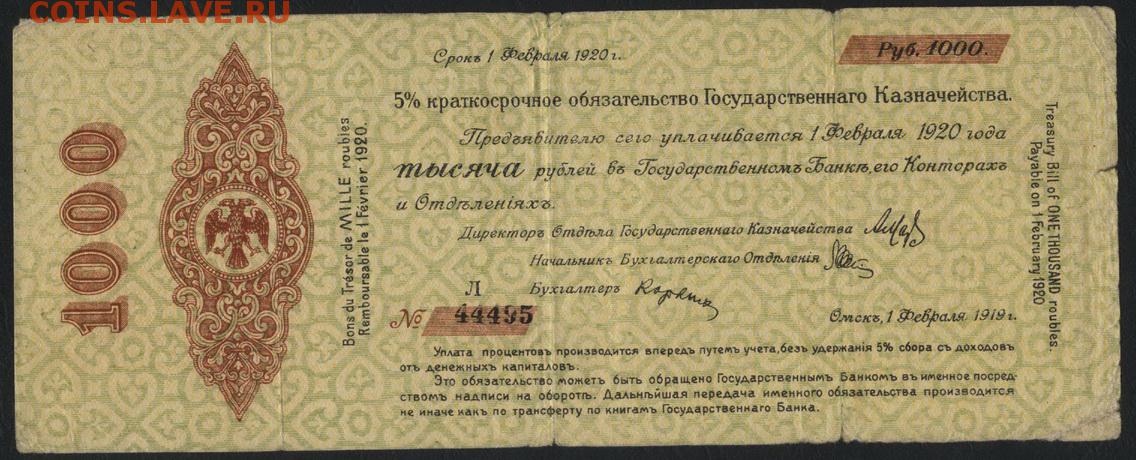 COINS.LAVE.RU
1000
Bons du Trésor de MILLE roubles
Remboursable le 1 Février 1920.
Срокъ 1 Февраля 1920 г.
Руб. 1000.
5% краткосрочное обязательство Государственнаго Казначейства.
Предъявителю сего уплачивается 1 Февраля 1920 года
тысяча рублей въ Государственномъ Банкѣ, его Конторахъ
и Отдѣленіяхъ.
Директоръ Отдѣла Государственнаго Казначейства
Начальникъ Бухгалтерскаго Отдѣленія
Л Бухгалтеръ
№ 44495
Омскъ, 1 Февраля 1919 г.
Уплата процентовъ производится впередъ путемъ учета, безъ удержанія 5% сбора съ доходовъ
отъ денежныхъ капиталовъ.
Это обязательство можетъ быть обращено Государственнымъ Банкомъ въ именное посред-
ствомъ надписи на оборотѣ. Дальнѣйшая передача именного обязательства производится
не иначе какъ по трансферту по книгамъ Государственнаго Банка.
Treasury Bill of ONE THOUSAND roubles
Payable on 1 February 1920